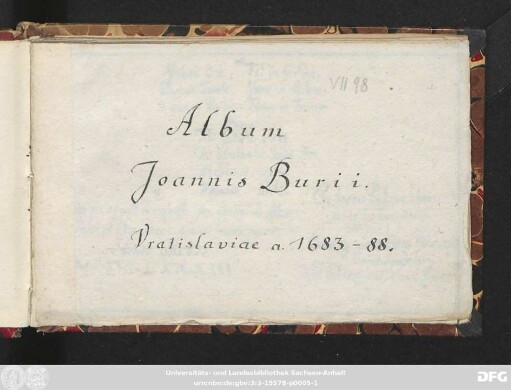 VII 98
Album
Joannis Burii.
Vratislaviae a. 1683-88.
Universitäts- und Landesbibliothek Sachsen-Anhalt
urn:nbn:de:gbv:3:3-15578-p0005-1
DFG